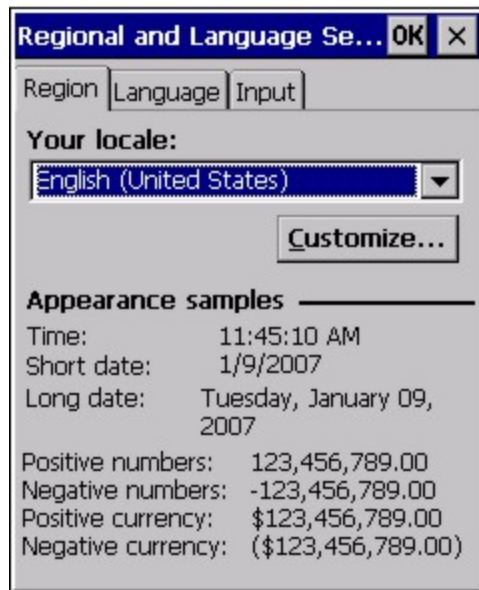 Regional and Language Se... OK ×
Region Language Input
Your locale:
English (United States)
Customize...
Appearance samples
Time: 11:45:10 AM
Short date: 1/9/2007
Long date: Tuesday, January 09,
2007
Positive numbers: 123,456,789.00
Negative numbers: -123,456,789.00
Positive currency: $123,456,789.00
Negative currency: ($123,456,789.00)